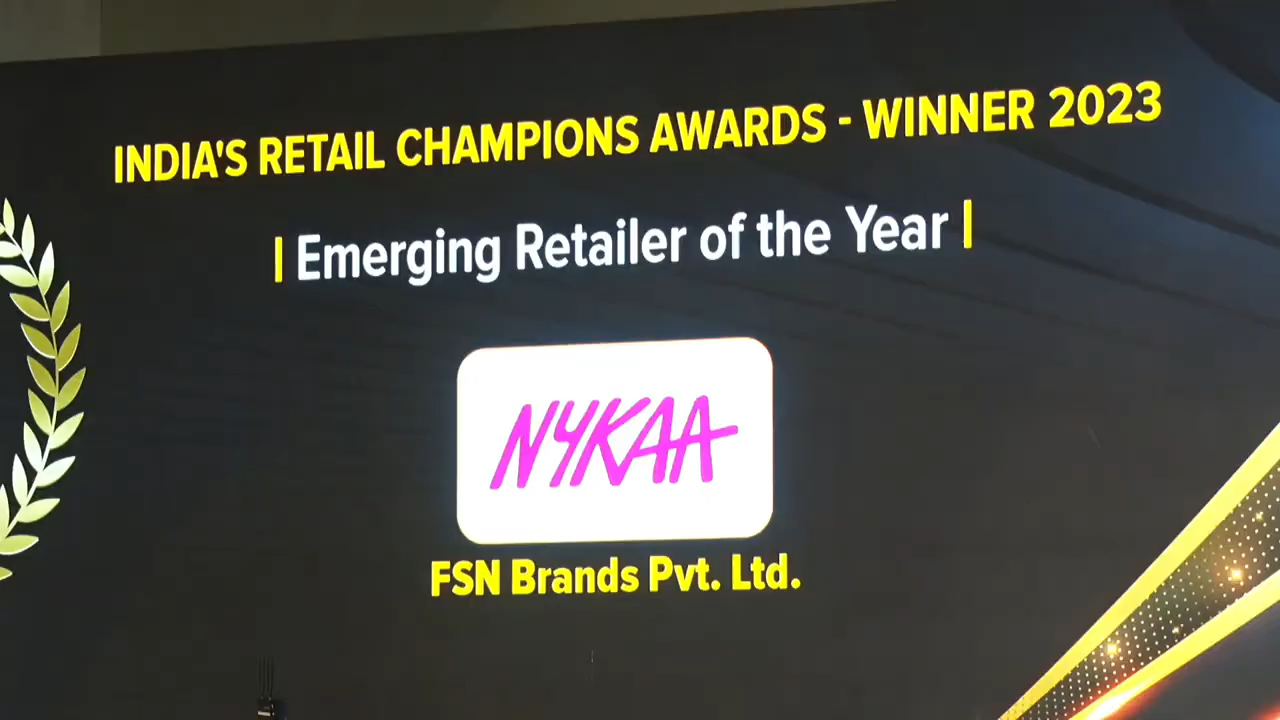 INDIA'S RETAIL CHAMPIONS AWARDS - WINNER 2023
| Emerging Retailer of the Year |
NYKAA
FSN Brands Pvt. Ltd.